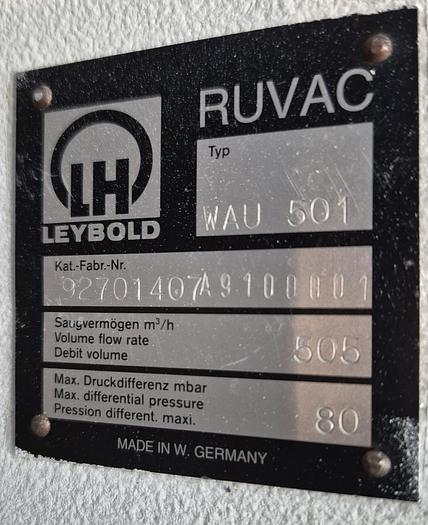 RUVAC
LH
LEYBOLD
Typ
WAU 501
Kat.-Fabr.-Nr.
92701407A9100001
Saugvermögen m³/h
Volume flow rate
Debit volume
505
Max. Druckdifferenz mbar
Max. differential pressure
Pression different. maxi.
80
MADE IN W. GERMANY